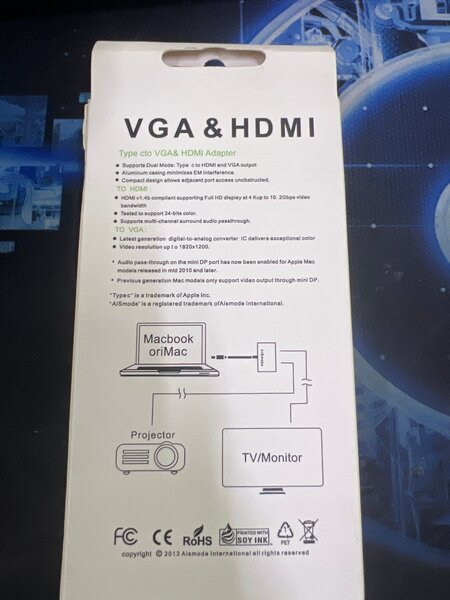 VGA & HDMI
Type cto VGA& HDMI Adapter
● Supports Dual Mode: Type c to HDMI and VGA output
● Aluminum casing minimizes EM interference.
● Compact design allows adjacent port access unobstructed.
TO HDMI:
● HDMI v1.4b compliant supporting Full HD display at 4 Kup to 10. 2Gbps video
bandwidth
● Tested to support 24-bits color.
● Supports multi-channel surround audio passthrough.
TO VGA:
● Latest generation digital-to-analog converter IC delivers exceptional color
● Video resolution up to 1920x1200.
* Audio pass-through on the mini DP port has now been enabled for Apple Mac
models released in mid 2010 and later.
* Previous generation Mac models only support video output through mini DP.
"Typec" is a trademark of Apple Inc.
"AISmode" is a registered trademark ofAismode International.
Macbook
oriMac
AISmode
Projector
TV/Monitor
FC CE RoHS PRINTED WITH SOY INK PET
copyright © 2013 Aismode International all rights reserved